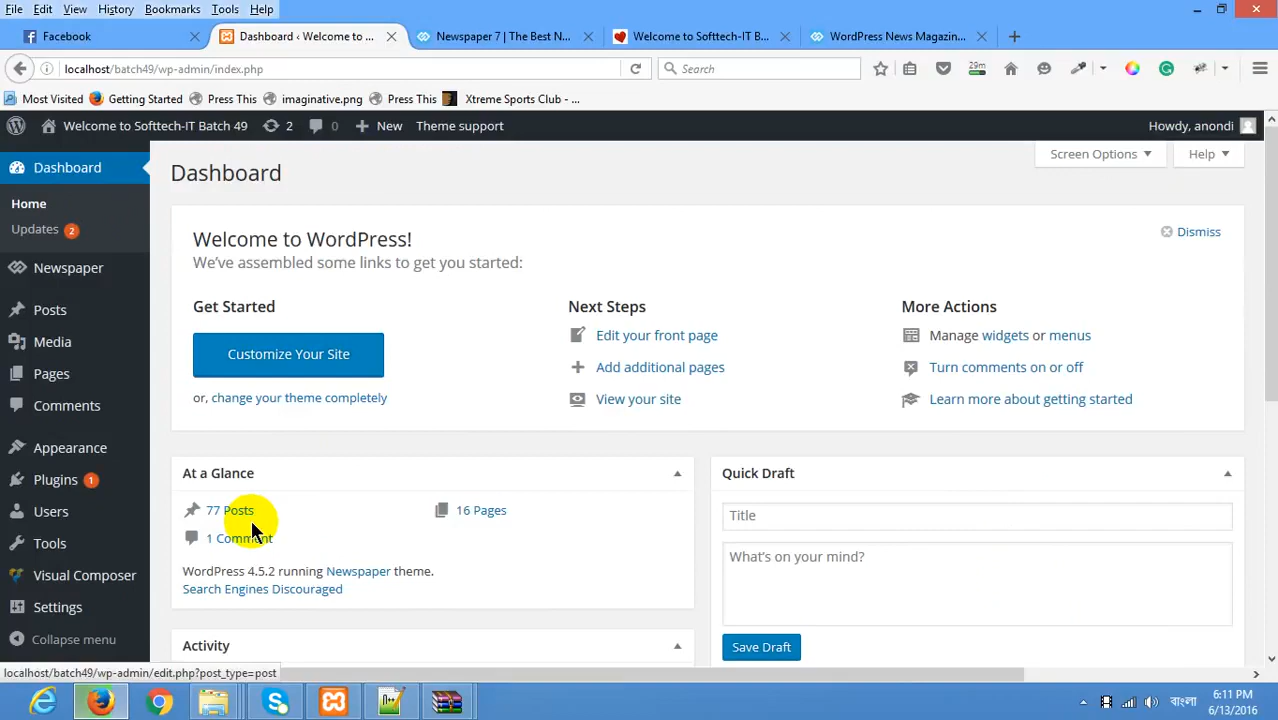 File Edit View History Bookmarks Tools Help
Facebook Dashboard ‹ Welcome to ... Newspaper 7 | The Best N... Welcome to Softtech-IT B... WordPress News Magazin...
localhost/batch49/wp-admin/index.php Search 29m
Most Visited Getting Started Press This imaginative.png Press This Xtreme Sports Club - ...
Welcome to Softtech-IT Batch 49 2 0 New Theme support Howdy, anondi
Dashboard
Home
Updates 2
Newspaper
Posts
Media
Pages
Comments
Appearance
Plugins 1
Users
Tools
Visual Composer
Settings
Collapse menu
Screen Options Help
Dashboard
Welcome to WordPress!
Dismiss
We've assembled some links to get you started:
Get Started
Customize Your Site
or, change your theme completely
Next Steps
Edit your front page
Add additional pages
View your site
More Actions
Manage widgets or menus
Turn comments on or off
Learn more about getting started
At a Glance
77 Posts 16 Pages
1 Comment
WordPress 4.5.2 running Newspaper theme.
Search Engines Discouraged
Activity
Quick Draft
Title
What's on your mind?
Save Draft
localhost/batch49/wp-admin/edit.php?post_type=post
বাংলা
6:11 PM
6/13/2016